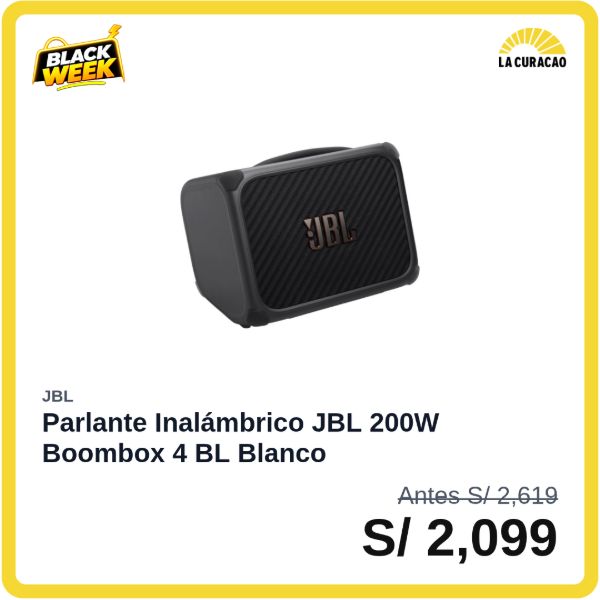 BLACK
WEEK
LA CURACAO
JBL
JBL
Parlante Inalámbrico JBL 200W
Boombox 4 BL Blanco
Antes S/ 2,619
S/ 2,099